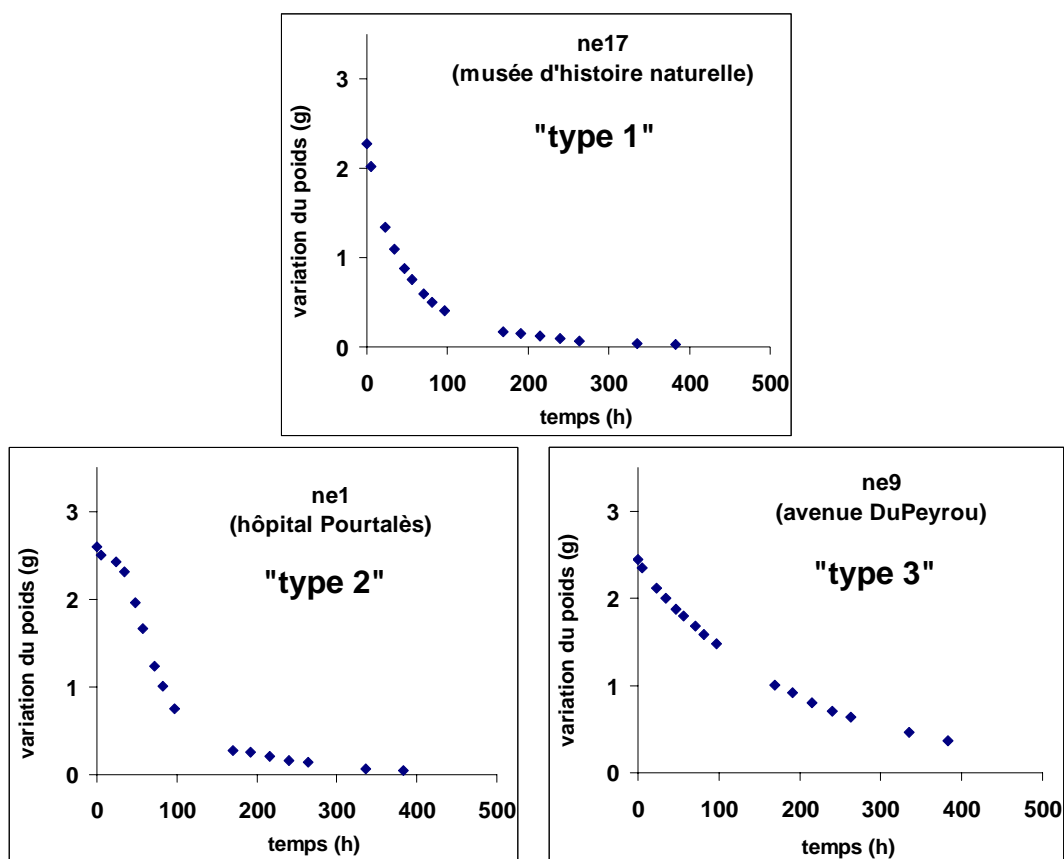 ne17
(musée d'histoire naturelle)
"type 1"
variation du poids (g)
3
2
1
0
0 100 200 300 400 500
temps (h)
ne1
(hôpital Pourtalès)
"type 2"
variation du poids (g)
3
2
1
0
0 100 200 300 400 500
temps (h)
ne9
(avenue DuPeyrou)
"type 3"
variation du poids (g)
3
2
1
0
0 100 200 300 400 500
temps (h)